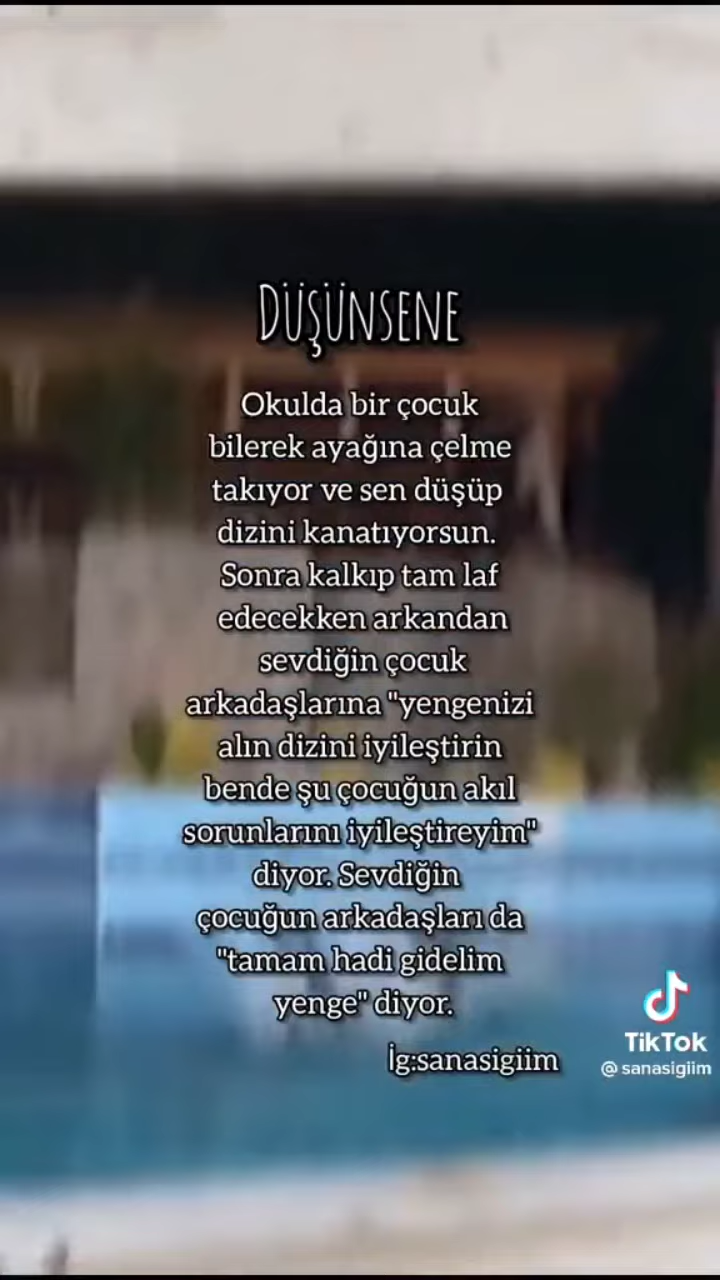 DÜŞÜNSENE
Okulda bir çocuk
bilerek ayağına çelme
takıyor ve sen düşüp
dizini kanatıyorsun.
Sonra kalkıp tam laf
edecekken arkandan
sevdiğin çocuk
arkadaşlarına "yengenizi
alın dizini iyileştirin
bende şu çocuğun akıl
sorunlarını iyileştireyim"
diyor. Sevdiğin
çocuğun arkadaşları da
"tamam hadi gidelim
yenge" diyor.
İg:sanasigiim
TikTok
@sanasigiim